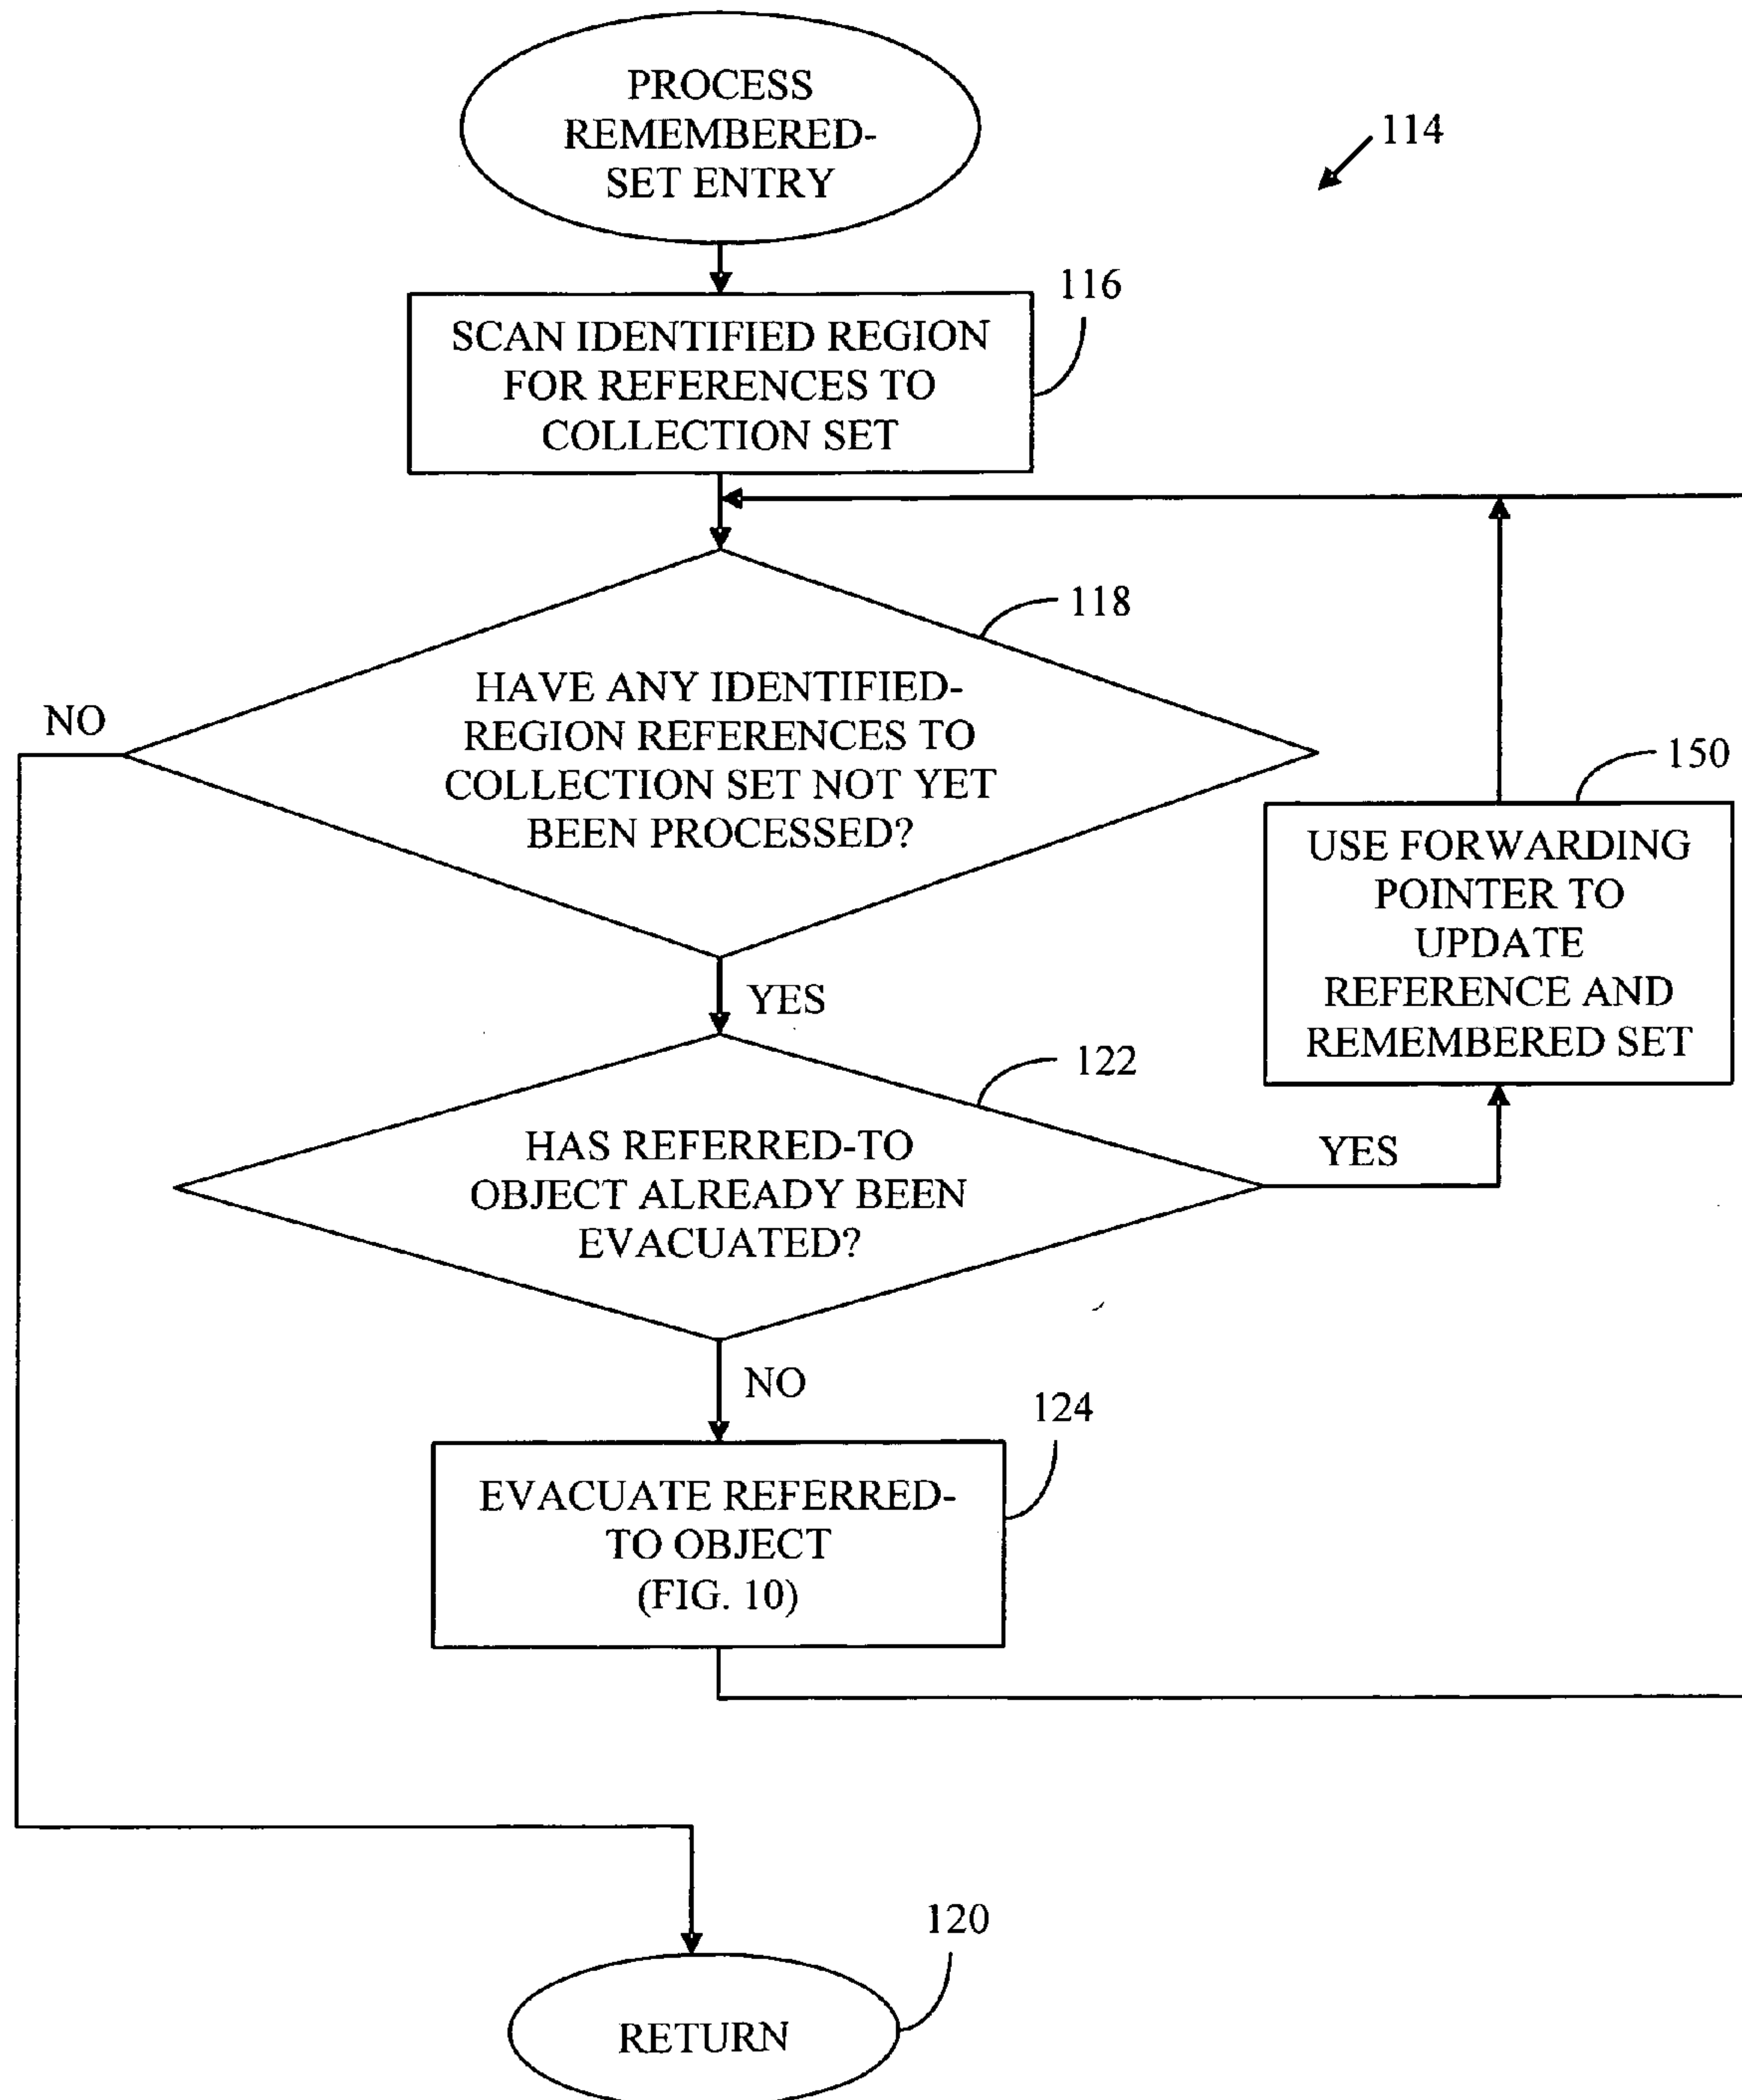 PROCESS
REMEMBERED-
SET ENTRY
114
116
SCAN IDENTIFIED REGION
FOR REFERENCES TO
COLLECTION SET
118
HAVE ANY IDENTIFIED-
REGION REFERENCES TO
COLLECTION SET NOT YET
BEEN PROCESSED?
NO
150
USE FORWARDING
POINTER TO
UPDATE
REFERENCE AND
REMEMBERED SET
YES
122
HAS REFERRED-TO
OBJECT ALREADY BEEN
EVACUATED?
YES
NO
124
EVACUATE REFERRED-
TO OBJECT
(FIG. 10)
120
RETURN